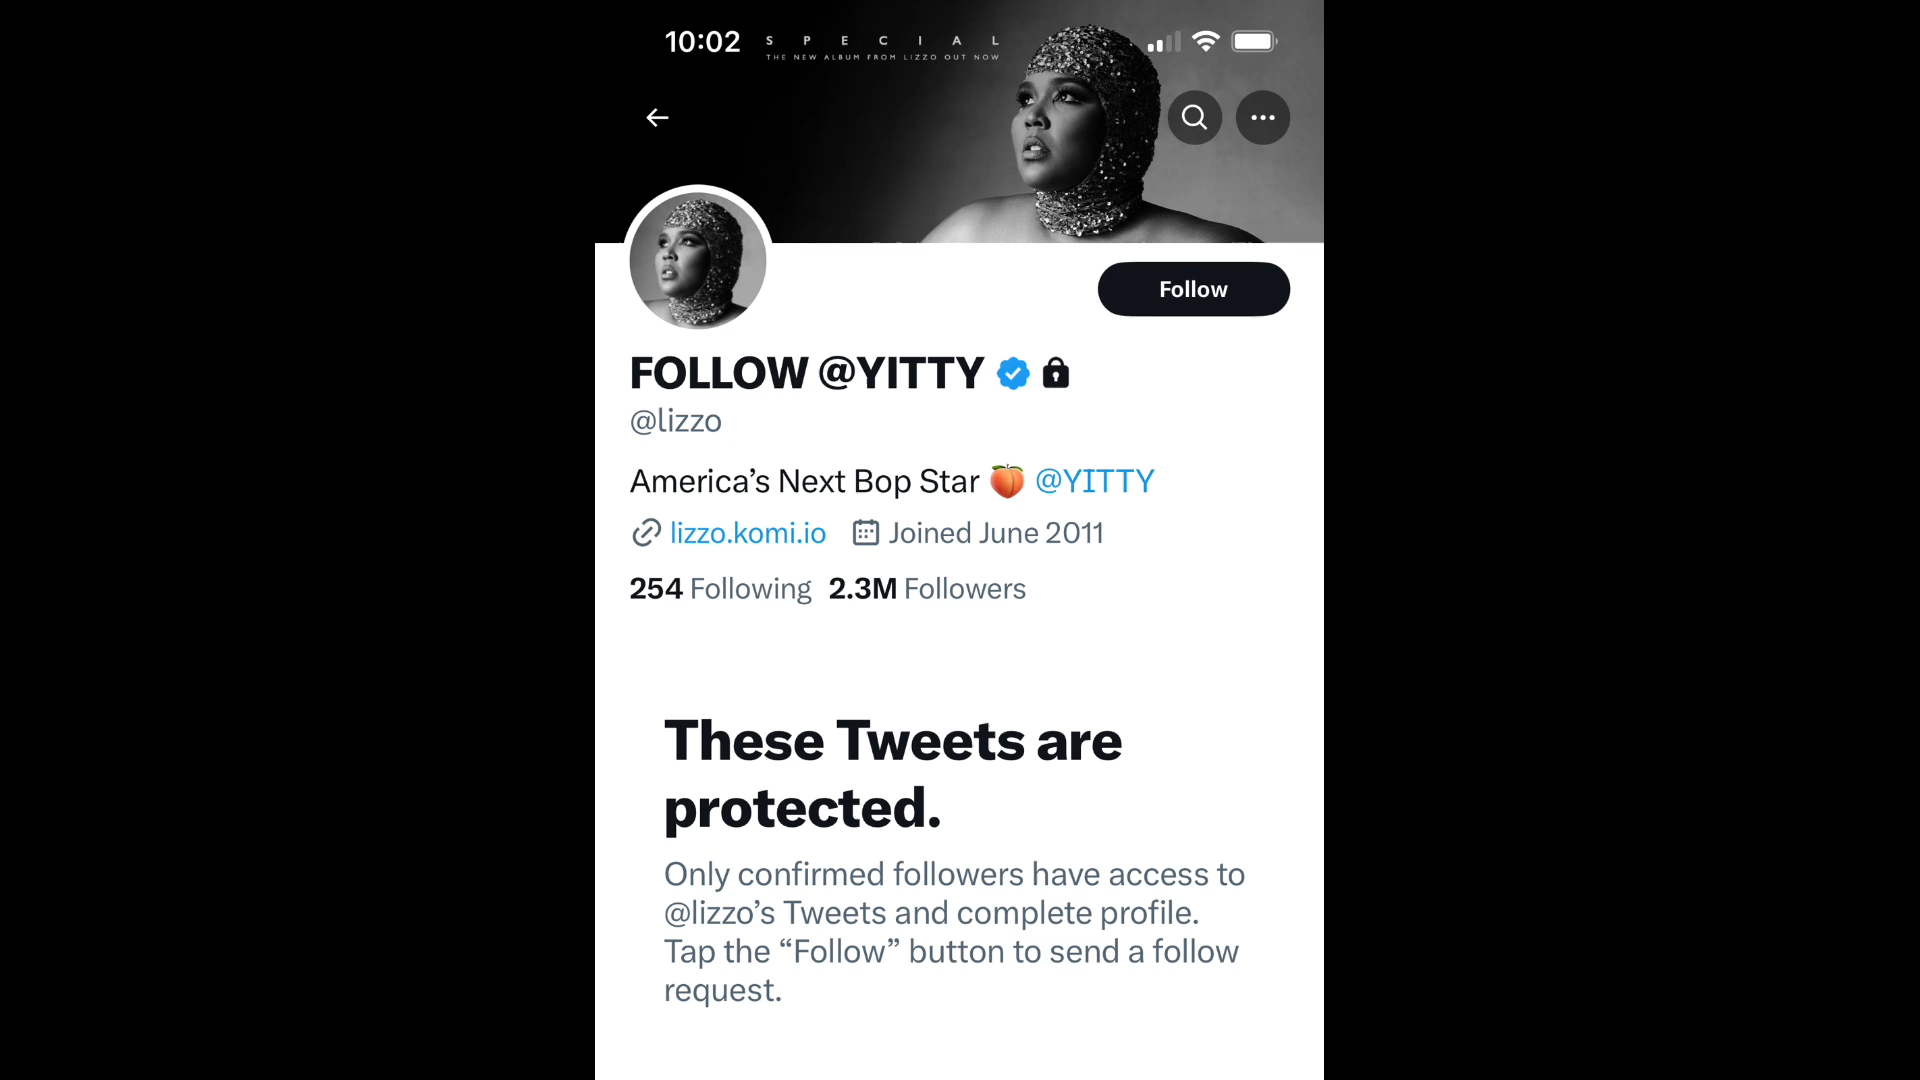 10:02
S P E C I A L
THE NEW ALBUM FROM LIZZO OUT NOW
Follow
FOLLOW @YITTY
@lizzo
America’s Next Bop Star 🍑 @YITTY
lizzo.komi.io Joined June 2011
254 Following 2.3M Followers
These Tweets are
protected.
Only confirmed followers have access to
@lizzo’s Tweets and complete profile.
Tap the “Follow” button to send a follow
request.